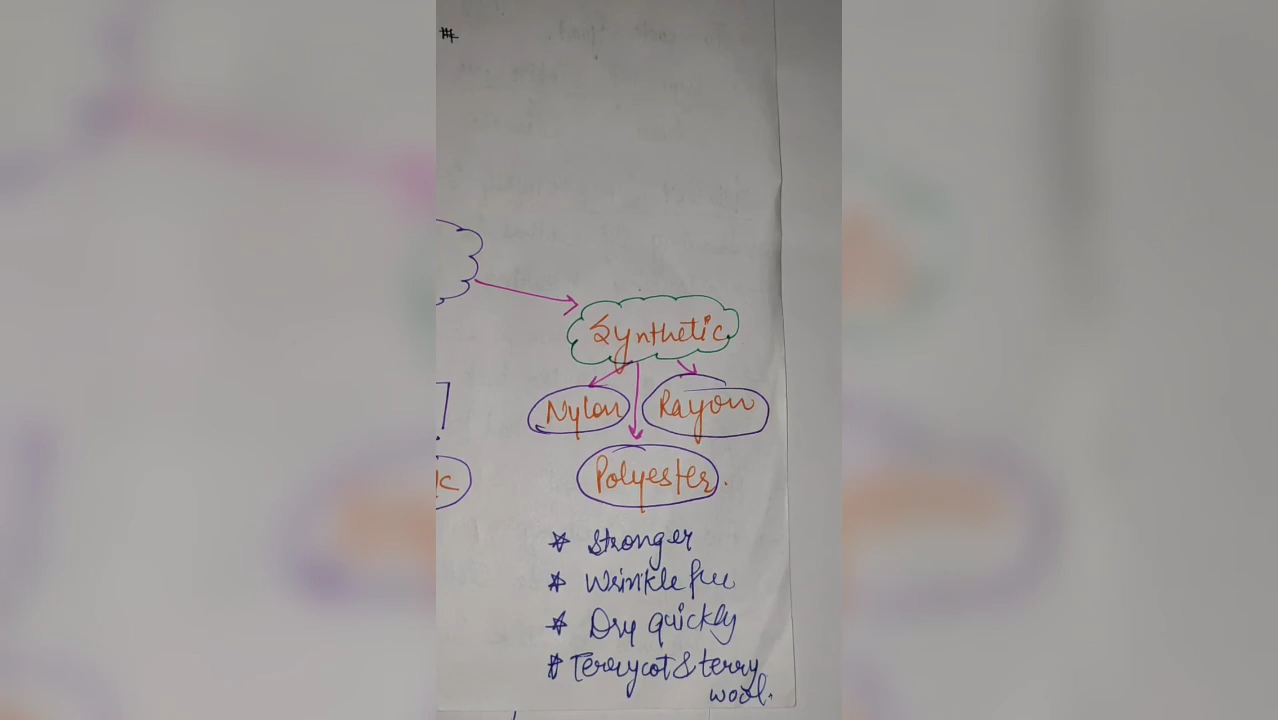 Synthetic
Nylon
Rayon
Polyester.
Stronger
Wrinkle free
Dry quickly
Terrycot & terry
wool.